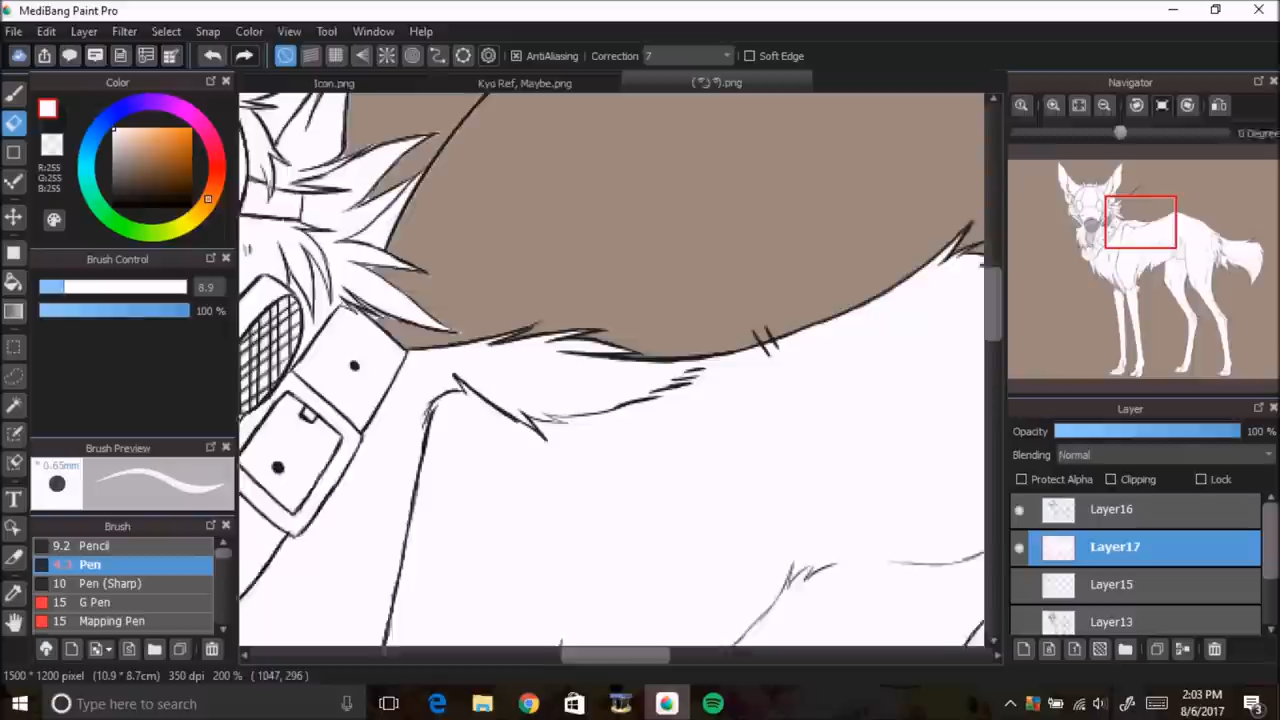 MediBang Paint Pro
File Edit Layer Filter Select Snap Color View Tool Window Help
AntiAliasing Correction 7 Soft Edge
Color Icon.png Kyo Ref, Maybe.png Navigator
R:255
G:255
B:255
0 Degree
Brush Control
8.9
100 %
Layer
Opacity 100 %
Blending Normal
Protect Alpha Clipping Lock
Brush Preview
* 0.65mm
Layer16
Brush
9.2 Pencil
Layer17
Pen
10 Pen (Sharp)
Layer15
15 G Pen
15 Mapping Pen
Layer13
1500 * 1200 pixel (10.9 * 8.7cm) 350 dpi 200 % ( 1047, 296 )
Type here to search
2:03 PM
8/6/2017
3